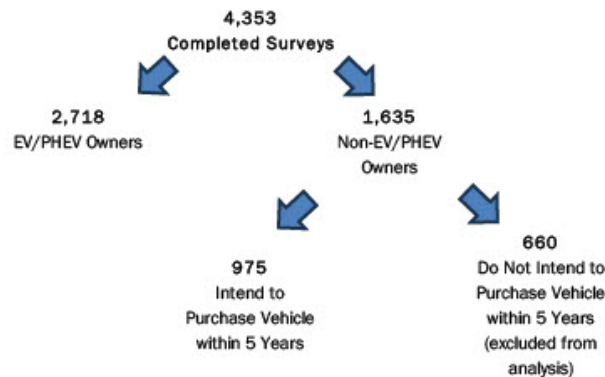 4,353
Completed Surveys
2,718
EV/PHEV Owners
1,635
Non-EV/PHEV
Owners
975
Intend to
Purchase Vehicle
within 5 Years
660
Do Not Intend to
Purchase Vehicle
within 5 Years
(excluded from
analysis)